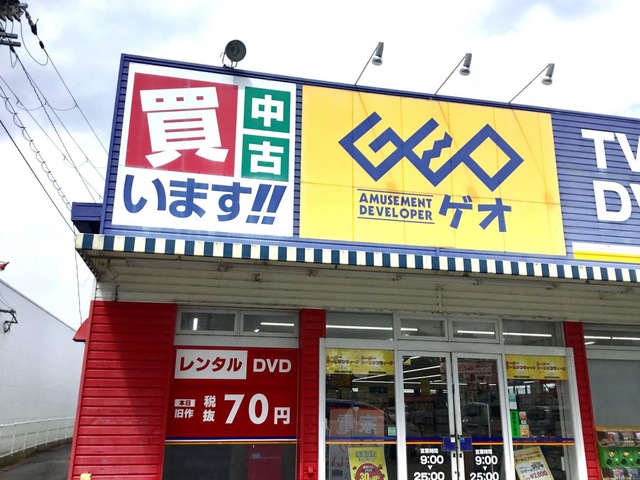 買
中古
います!!
GEO
AMUSEMENT
DEVELOPER
ゲオ
TV
DV
レンタル DVD
本日
旧作
税抜
70円
営業時間
9:00
25:00
営業時間
9:00
25:00